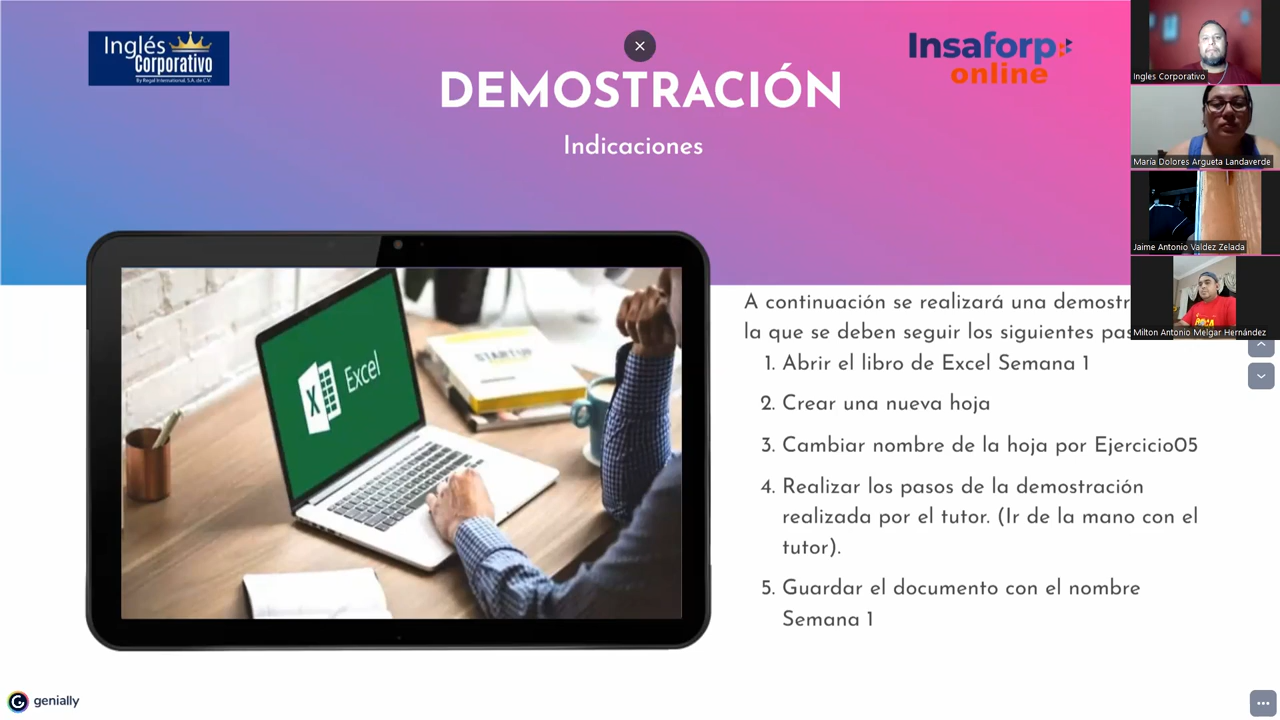 Inglés
Corporativo
By Regal International, S.A. de C.V.
Insaforp
online
DEMOSTRACIÓN
Indicaciones
Ingles Corporativo
María Dolores Argueta Landaverde
Jaime Antonio Valdez Zelada
Milton Antonio Melgar Hernández
STARTUP
X Excel
A continuación se realizará una
la que se deben seguir los siguientes
1. Abrir el libro de Excel Semana 1
2. Crear una nueva hoja
3. Cambiar nombre de la hoja por Ejercicio05
4. Realizar los pasos de la demostración
realizada por el tutor. (Ir de la mano con el
tutor).
5. Guardar el documento con el nombre
Semana 1
genially